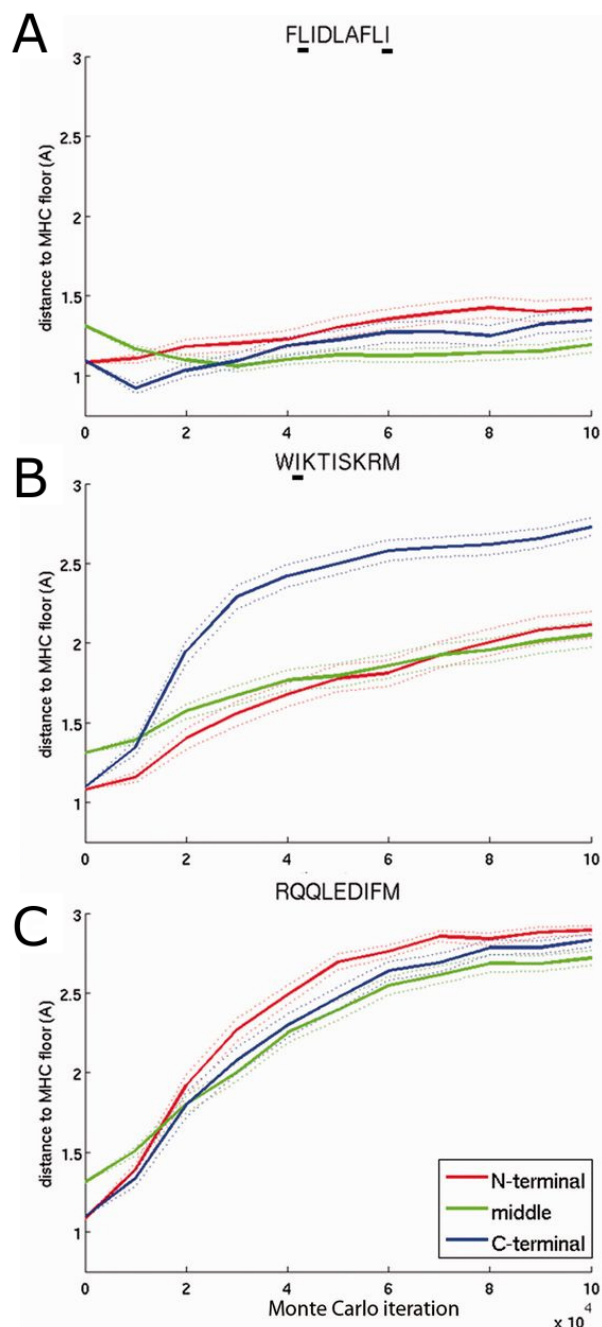 A
FLIDLAFLI
distance to MHC floor (A)
3
2.5
2
1.5
1
0 2 4 6 8 10
B
WIKTISKRM
distance to MHC floor (A)
3
2.5
2
1.5
1
0 2 4 6 8 10
C
RQQLEDIFM
distance to MHC floor (A)
3
2.5
2
1.5
1
N-terminal
middle
C-terminal
0 2 4 6 8 10
Monte Carlo iteration
x 10 4